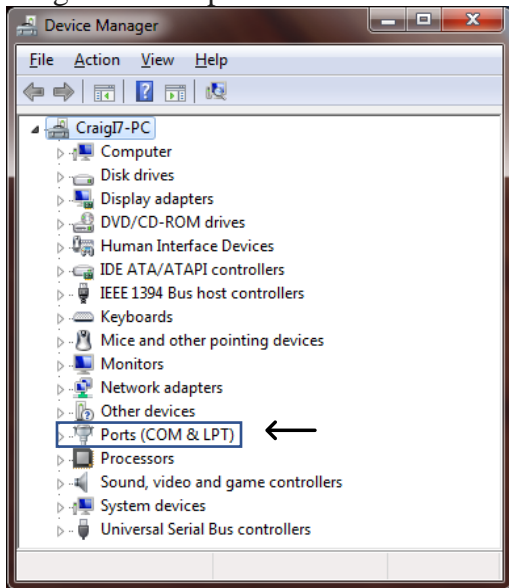 Device Manager
File Action View Help
CraigI7-PC
Computer
Disk drives
Display adapters
DVD/CD-ROM drives
Human Interface Devices
IDE ATA/ATAPI controllers
IEEE 1394 Bus host controllers
Keyboards
Mice and other pointing devices
Monitors
Network adapters
Other devices
Ports (COM & LPT)
Processors
Sound, video and game controllers
System devices
Universal Serial Bus controllers